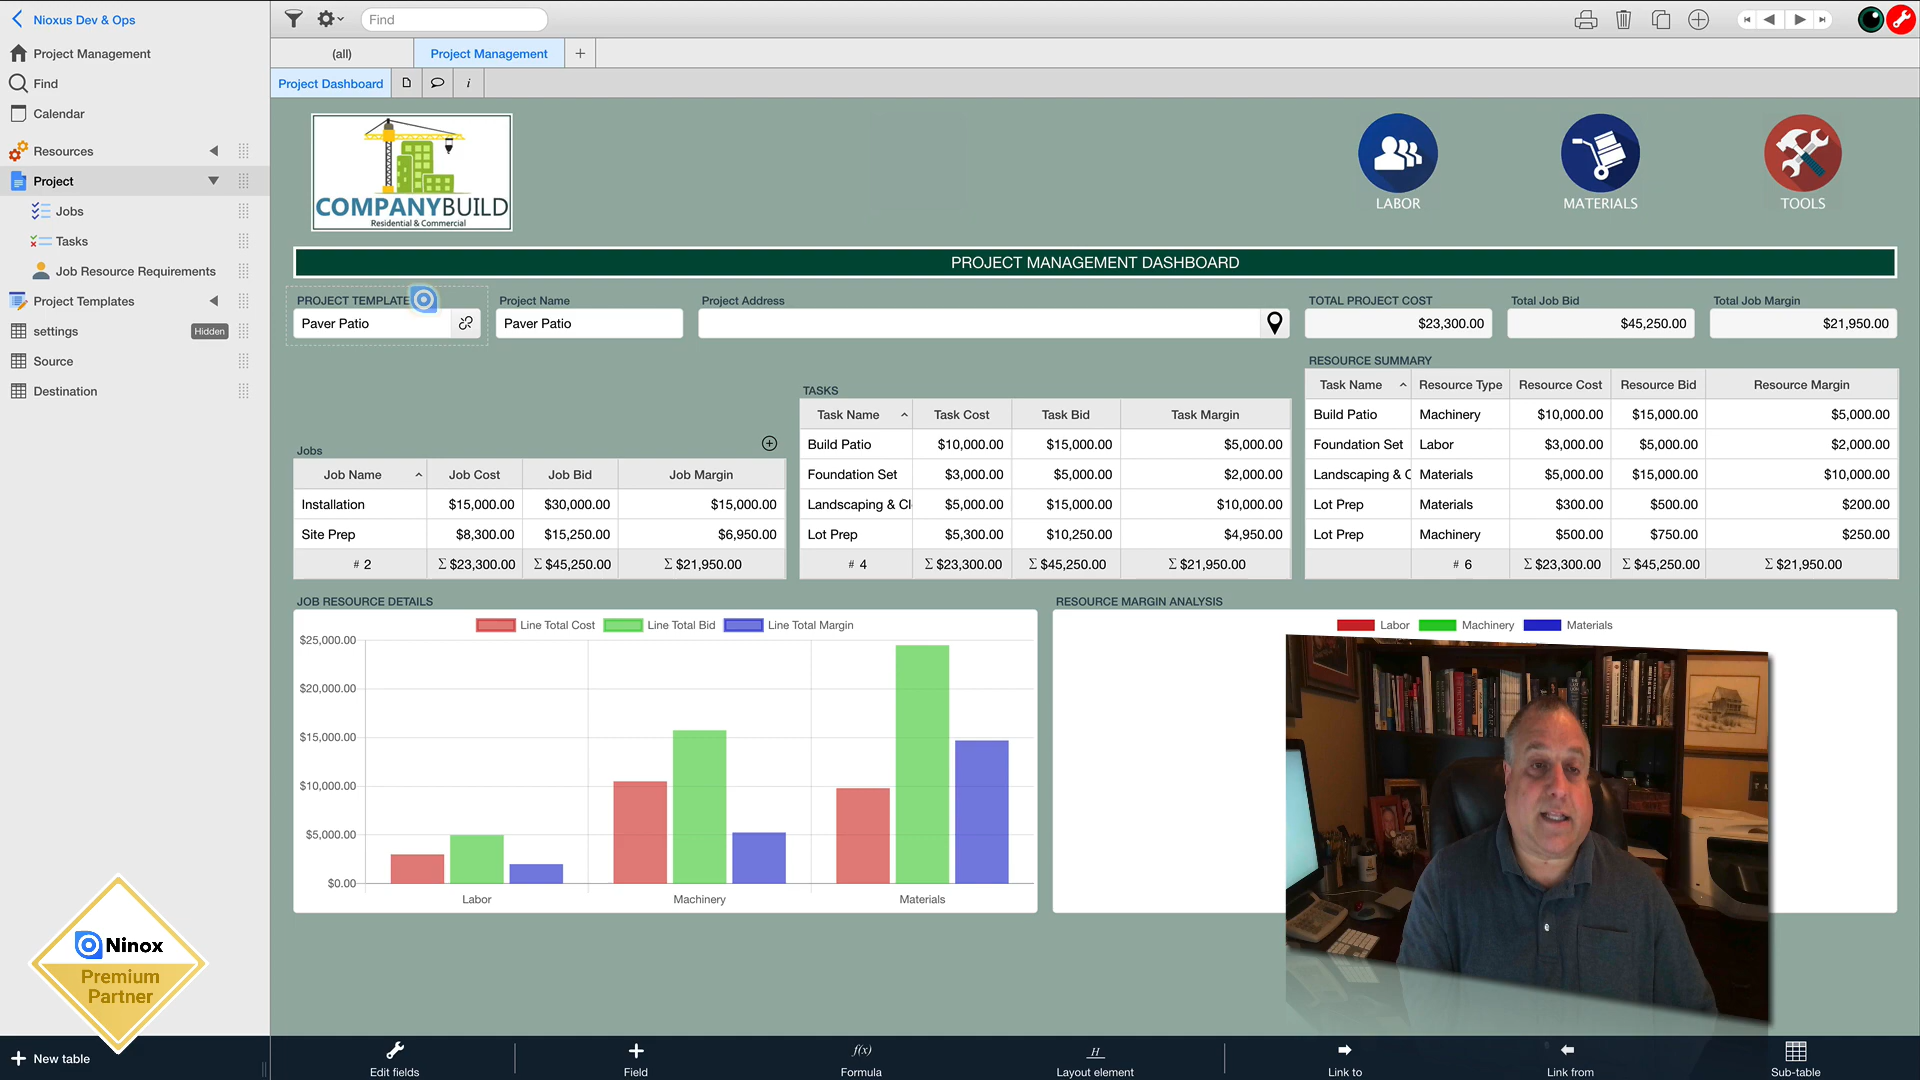 Nioxus Dev & Ops
Find
Project Management
(all)
Project Management
+
Find
Project Dashboard
i
Calendar
COMPANYBUILD
Residential & Commercial
LABOR
MATERIALS
TOOLS
Resources
Project
Jobs
Tasks
Job Resource Requirements
Project Templates
settings
Hidden
Source
Destination
PROJECT MANAGEMENT DASHBOARD
PROJECT TEMPLATE
Project Name
Project Address
TOTAL PROJECT COST
Total Job Bid
Total Job Margin
Paver Patio
Paver Patio
$23,300.00
$45,250.00
$21,950.00
Jobs
Job Name Job Cost Job Bid Job Margin
Installation $15,000.00 $30,000.00 $15,000.00
Site Prep $8,300.00 $15,250.00 $6,950.00
# 2 Σ $23,300.00 Σ $45,250.00 Σ $21,950.00
TASKS
Task Name Task Cost Task Bid Task Margin
Build Patio $10,000.00 $15,000.00 $5,000.00
Foundation Set $3,000.00 $5,000.00 $2,000.00
Landscaping & Cl $5,000.00 $15,000.00 $10,000.00
Lot Prep $5,300.00 $10,250.00 $4,950.00
# 4 Σ $23,300.00 Σ $45,250.00 Σ $21,950.00
RESOURCE SUMMARY
Task Name Resource Type Resource Cost Resource Bid Resource Margin
Build Patio Machinery $10,000.00 $15,000.00 $5,000.00
Foundation Set Labor $3,000.00 $5,000.00 $2,000.00
Landscaping & C Materials $5,000.00 $15,000.00 $10,000.00
Lot Prep Materials $300.00 $500.00 $200.00
Lot Prep Machinery $500.00 $750.00 $250.00
# 6 Σ $23,300.00 Σ $45,250.00 Σ $21,950.00
JOB RESOURCE DETAILS
Line Total Cost Line Total Bid Line Total Margin
$25,000.00
$20,000.00
$15,000.00
$10,000.00
$5,000.00
$0.00
Labor Machinery Materials
RESOURCE MARGIN ANALYSIS
Labor Machinery Materials
Ninox
Premium
Partner
New table
Edit fields
Field
f(x)
Formula
H
Layout element
Link to
Link from
Sub-table